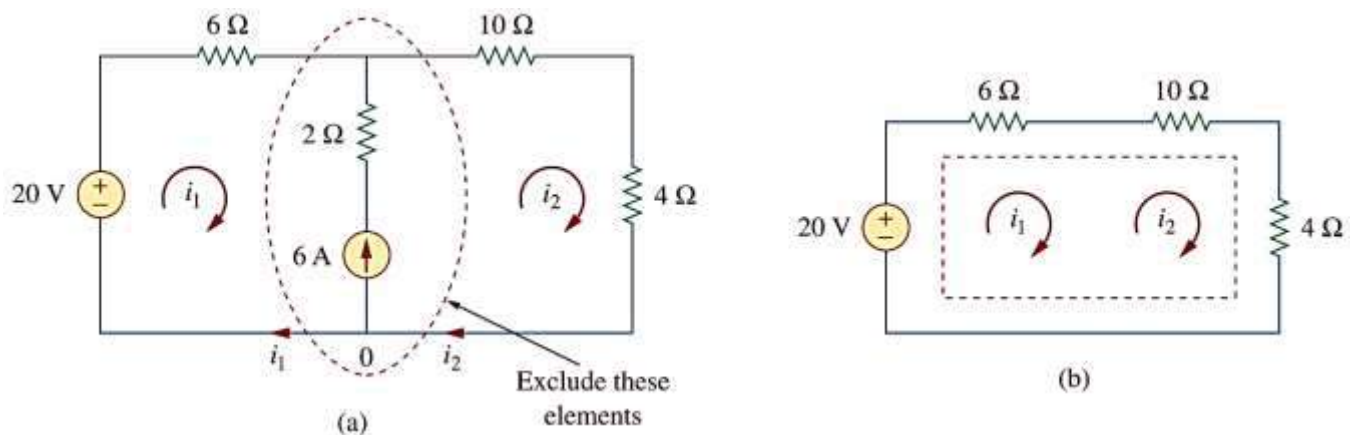 6 Ω
10 Ω
2 Ω
20 V
i1
i2
4 Ω
6 A
i1
0
i2
Exclude these
elements
(a)
6 Ω
10 Ω
20 V
i1
i2
4 Ω
(b)